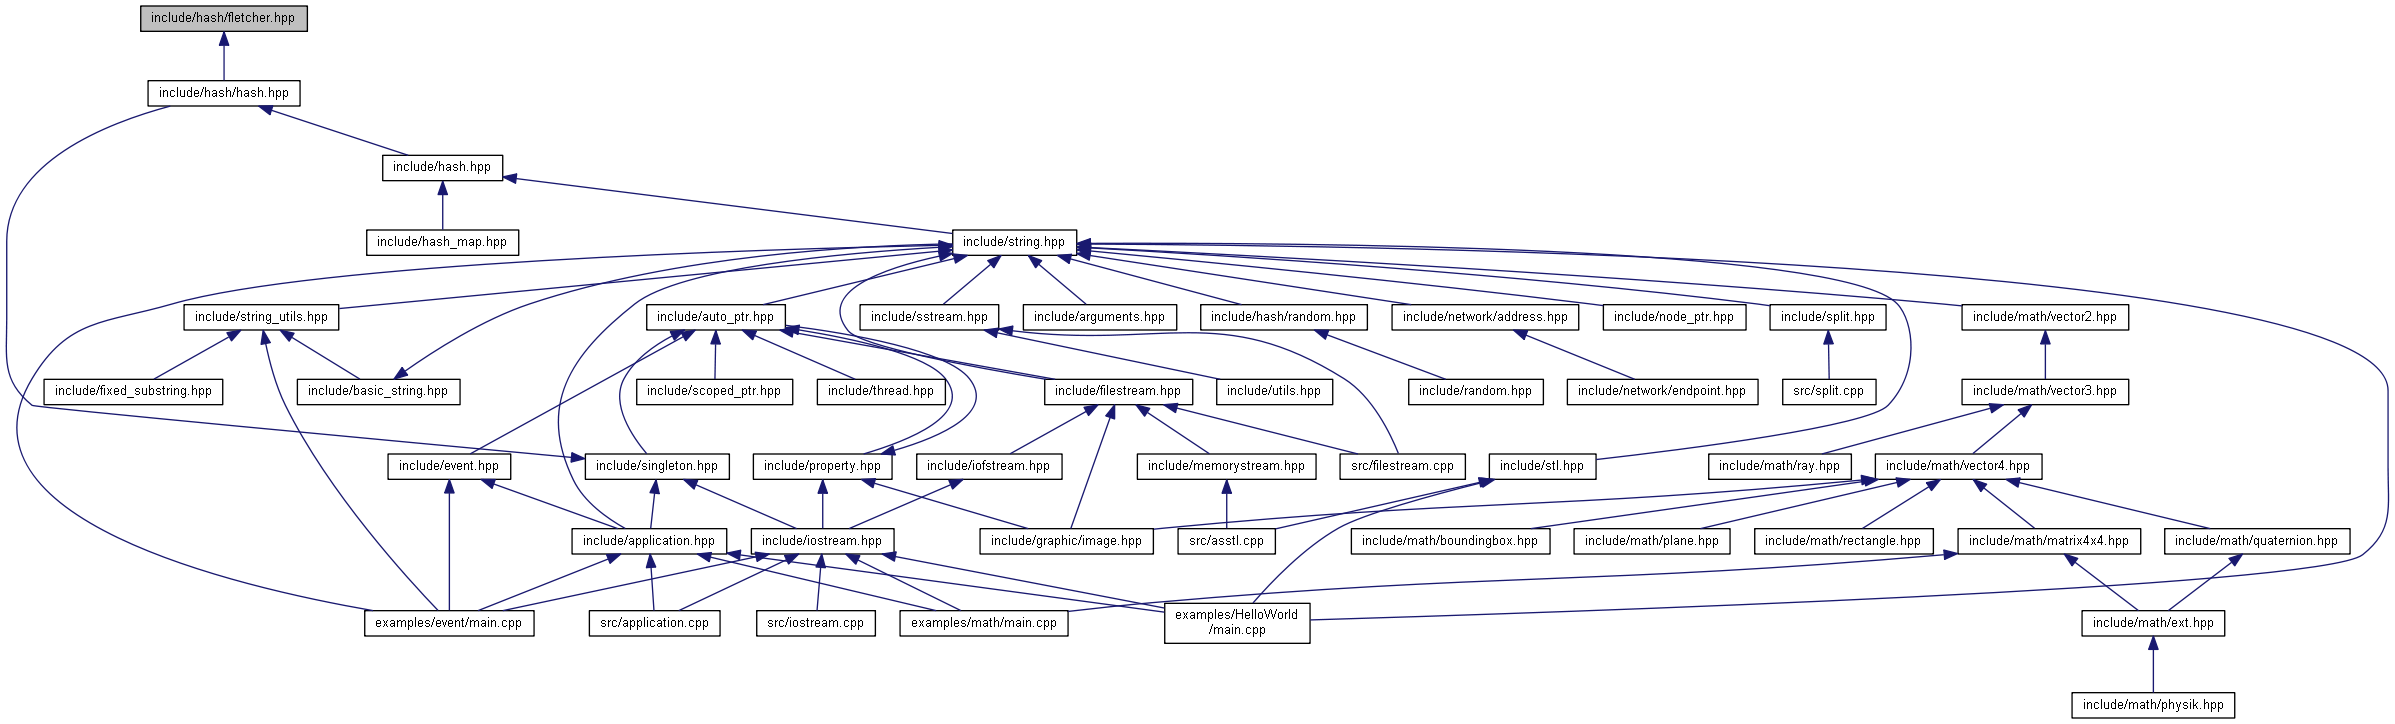 include/hash/fletcher.hpp
include/hash/hash.hpp
include/hash.hpp
include/hash_map.hpp
include/string.hpp
include/string_utils.hpp
include/auto_ptr.hpp
include/sstream.hpp
include/arguments.hpp
include/hash/random.hpp
include/network/address.hpp
include/node_ptr.hpp
include/split.hpp
include/math/vector2.hpp
include/fixed_substring.hpp
include/basic_string.hpp
include/scoped_ptr.hpp
include/thread.hpp
include/filestream.hpp
include/utils.hpp
include/random.hpp
include/network/endpoint.hpp
src/split.cpp
include/math/vector3.hpp
include/event.hpp
include/singleton.hpp
include/property.hpp
include/iofstream.hpp
include/memorystream.hpp
src/filestream.cpp
include/stl.hpp
include/math/ray.hpp
include/math/vector4.hpp
include/application.hpp
include/iostream.hpp
include/graphic/image.hpp
src/asstl.cpp
include/math/boundingbox.hpp
include/math/plane.hpp
include/math/rectangle.hpp
include/math/matrix4x4.hpp
include/math/quaternion.hpp
examples/event/main.cpp
src/application.cpp
src/iostream.cpp
examples/math/main.cpp
examples/HelloWorld
/main.cpp
include/math/ext.hpp
include/math/physik.hpp